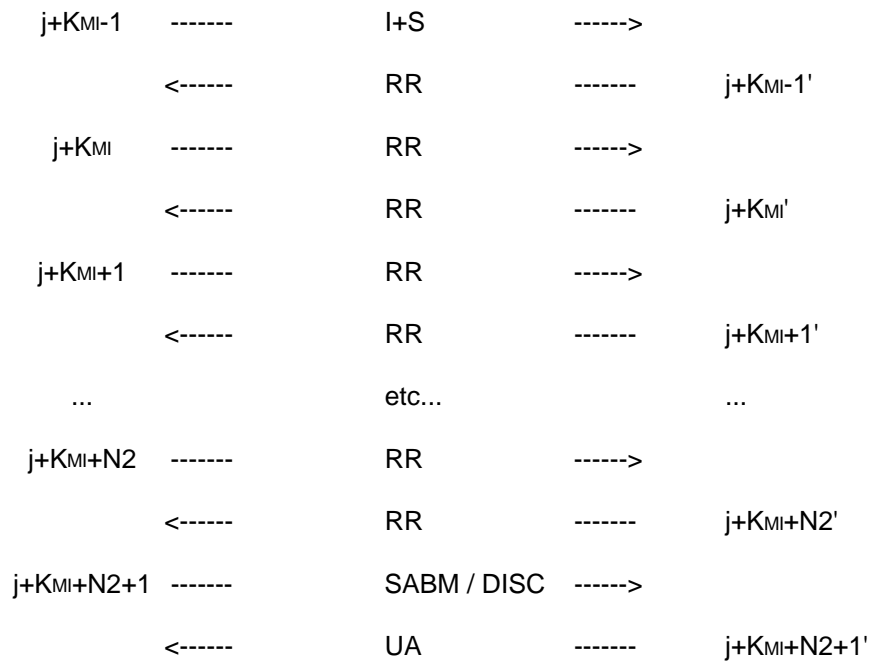 j+KMI-1 ------- I+S ------>
<------ RR ------- j+KMI-1'
j+KMI ------- RR ------>
<------ RR ------- j+KMI'
j+KMI+1 ------- RR ------>
<------ RR ------- j+KMI+1'
... etc... ...
j+KMI+N2 ------- RR ------>
<------ RR ------- j+KMI+N2'
j+KMI+N2+1 ------- SABM / DISC ------>
<------ UA ------- j+KMI+N2+1'